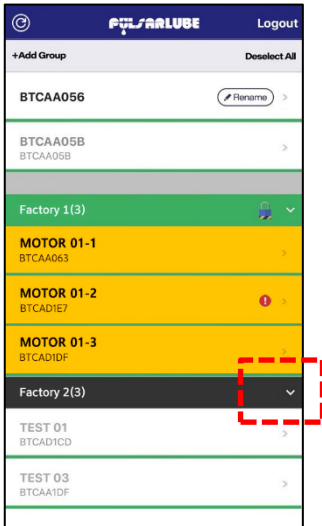 PULSARLUBE
Logout
+Add Group
Deselect All
BTCAA056
Rename
BTCAA05B
BTCAA05B
Factory 1(3)
MOTOR 01-1
BTCAA063
MOTOR 01-2
BTCAD1E7
MOTOR 01-3
BTCAD1DF
Factory 2(3)
TEST 01
BTCAD1CD
TEST 03
BTCAA1DF